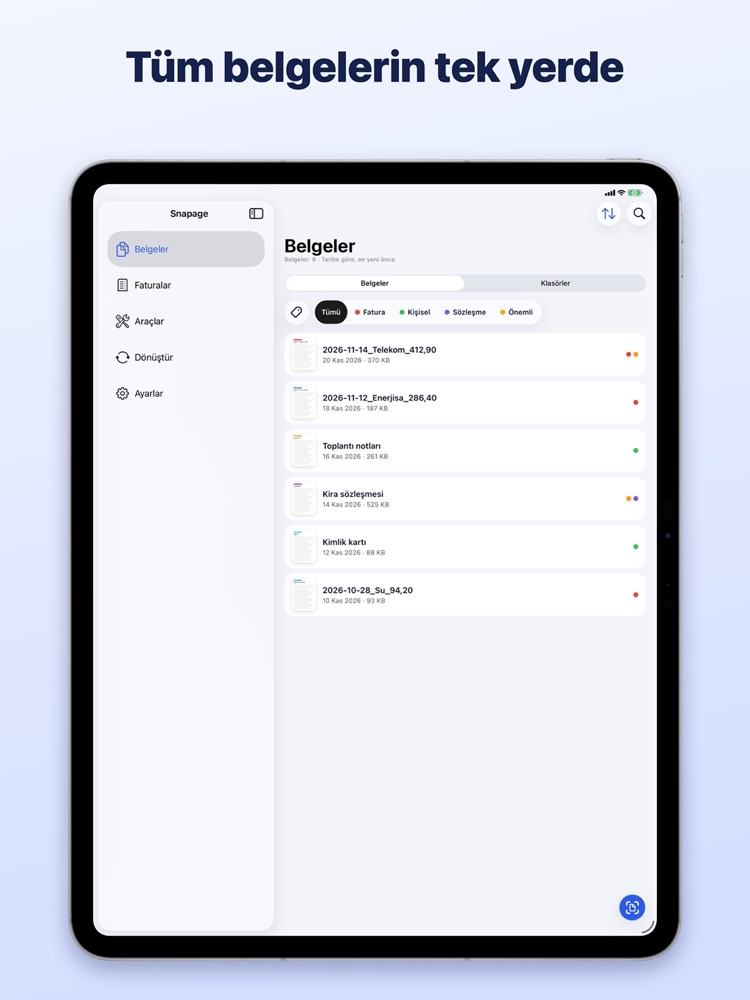 Tüm belgelerin tek yerde
Snapage
Belgeler
Faturalar
Araçlar
Dönüştür
Ayarlar
Belgeler
Belgeler: 6 · Tarihe göre, en yeni önce
Belgeler
Klasörler
Tümü
Fatura
Kişisel
Sözleşme
Önemli
2026-11-14_Telekom_412,90
20 Kas 2026 · 370 KB
2026-11-12_Enerjisa_286,40
18 Kas 2026 · 187 KB
Toplantı notları
16 Kas 2026 · 261 KB
Kira sözleşmesi
14 Kas 2026 · 525 KB
Kimlik kartı
12 Kas 2026 · 88 KB
2026-10-28_Su_94,20
10 Kas 2026 · 93 KB